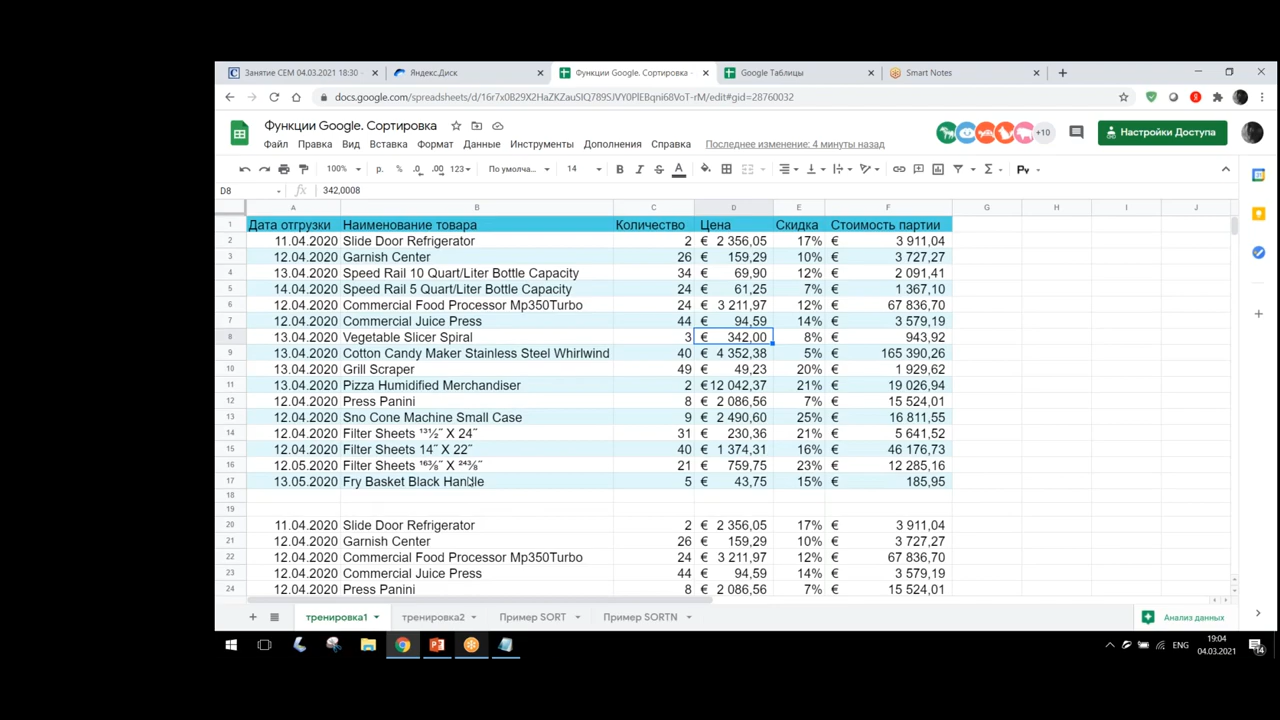 Занятие СЕМ 04.03.2021 18:30
Яндекс.Диск
Функции Google. Сортировка
Google Таблицы
Smart Notes
Функции Google. Сортировка
Файл Правка Вид Вставка Формат Данные Инструменты Дополнения Справка Последнее изменение: 4 минуты назад
+10
Настройки Доступа
100% р. % .0 .00 123 По умолча... 14 B I S A Ру
D8 fx 342,0008
A B C D E F G H I J
1 Дата отгрузки Наименование товара Количество Цена Скидка Стоимость партии
2 11.04.2020 Slide Door Refrigerator 2 € 2 356,05 17% € 3 911,04
3 12.04.2020 Garnish Center 26 € 159,29 10% € 3 727,27
4 13.04.2020 Speed Rail 10 Quart/Liter Bottle Capacity 34 € 69,90 12% € 2 091,41
5 14.04.2020 Speed Rail 5 Quart/Liter Bottle Capacity 24 € 61,25 7% € 1 367,10
6 12.04.2020 Commercial Food Processor Mp350Turbo 24 € 3 211,97 12% € 67 836,70
7 12.04.2020 Commercial Juice Press 44 € 94,59 14% € 3 579,19
8 13.04.2020 Vegetable Slicer Spiral 3 € 342,00 8% € 943,92
9 13.04.2020 Cotton Candy Maker Stainless Steel Whirlwind 40 € 4 352,38 5% € 165 390,26
10 13.04.2020 Grill Scraper 49 € 49,23 20% € 1 929,62
11 13.04.2020 Pizza Humidified Merchandiser 2 € 12 042,37 21% € 19 026,94
12 12.04.2020 Press Panini 8 € 2 086,56 7% € 15 524,01
13 12.04.2020 Sno Cone Machine Small Case 9 € 2 490,60 25% € 16 811,55
14 12.04.2020 Filter Sheets ¹³½˝ X 24˝ 31 € 230,36 21% € 5 641,52
15 12.04.2020 Filter Sheets 14˝ X 22˝ 40 € 1 374,31 16% € 46 176,73
16 12.05.2020 Filter Sheets ¹⁶⅜˝ X ²⁴⅜˝ 21 € 759,75 23% € 12 285,16
17 13.05.2020 Fry Basket Black Handle 5 € 43,75 15% € 185,95
18
19
20 11.04.2020 Slide Door Refrigerator 2 € 2 356,05 17% € 3 911,04
21 12.04.2020 Garnish Center 26 € 159,29 10% € 3 727,27
22 12.04.2020 Commercial Food Processor Mp350Turbo 24 € 3 211,97 12% € 67 836,70
23 12.04.2020 Commercial Juice Press 44 € 94,59 14% € 3 579,19
24 12.04.2020 Press Panini 8 € 2 086,56 7% € 15 524,01
тренировка1 тренировка2 Пример SORT Пример SORTN Анализ данных
ENG
19:04
04.03.2021